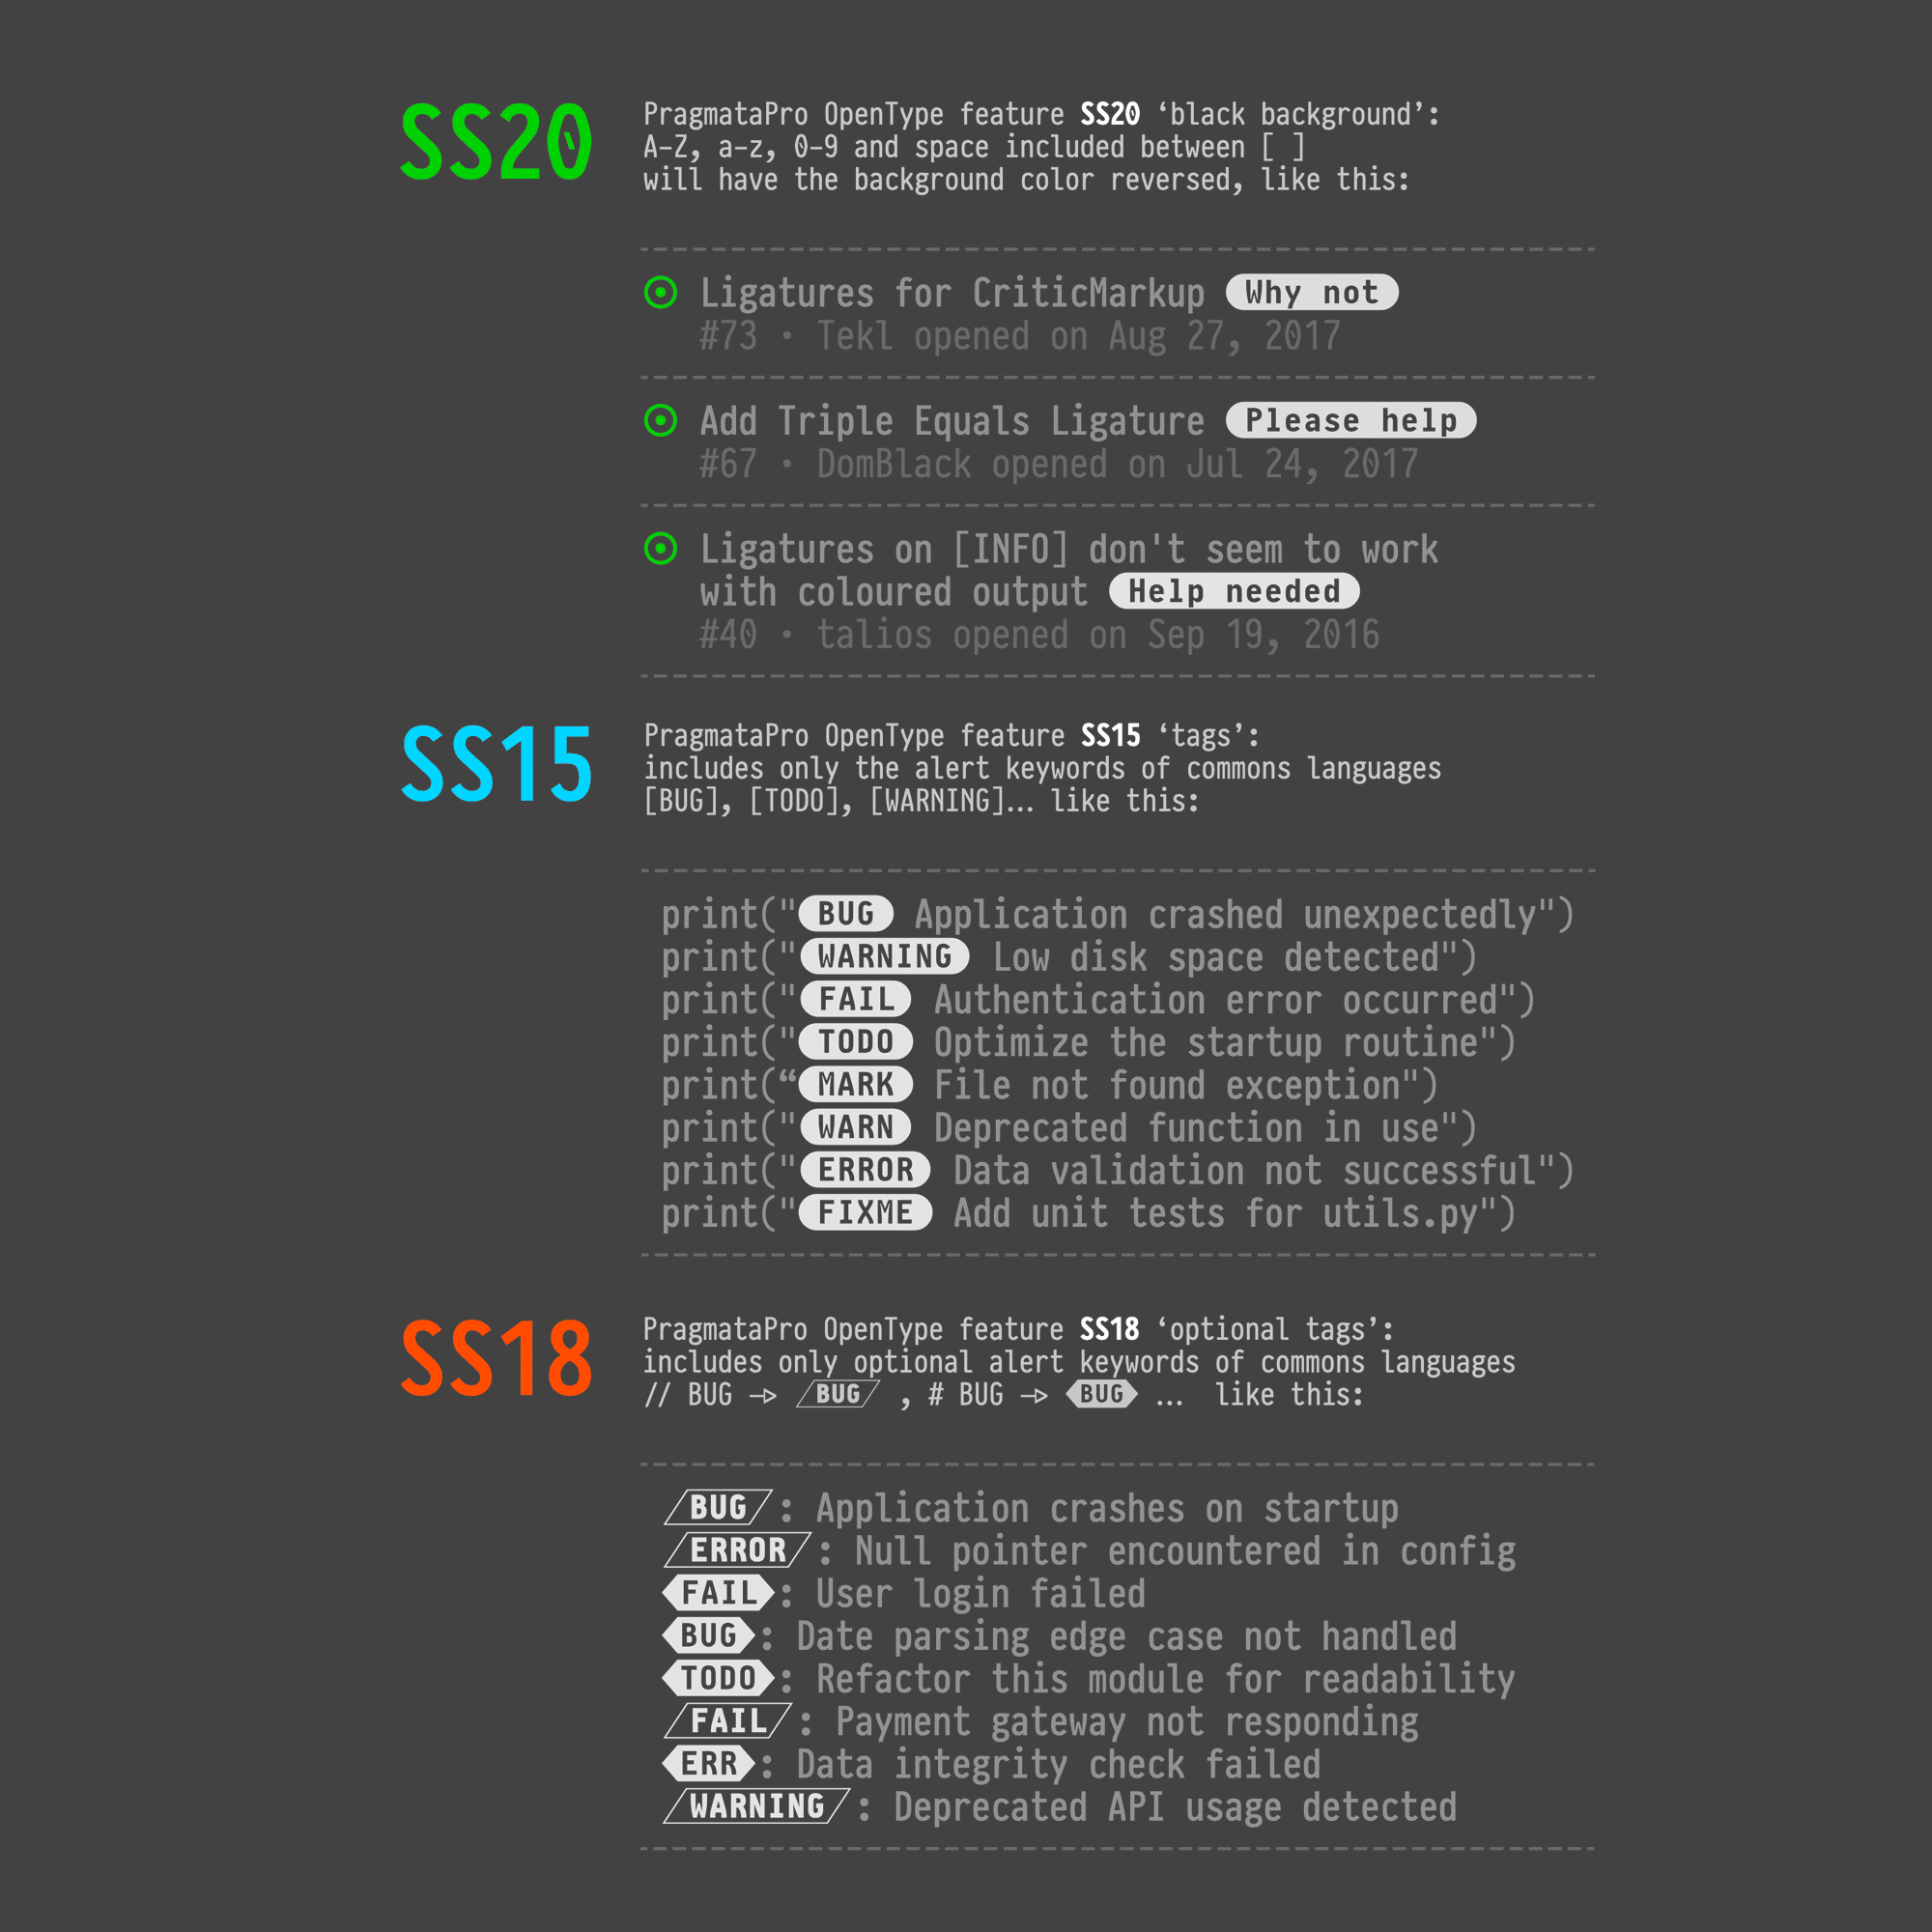 SS20
PragmataPro OpenType feature SS20 ‘black background’:
A–Z, a–z, 0–9 and space included between [ ]
will have the background color reversed, like this:
Ligatures for CriticMarkup Why not
#73 · Tekl opened on Aug 27, 2017
Add Triple Equals Ligature Please help
#67 · DomBlack opened on Jul 24, 2017
Ligatures on [INFO] don't seem to work
with coloured output Help needed
#40 · talios opened on Sep 19, 2016
SS15
PragmataPro OpenType feature SS15 ‘tags’:
includes only the alert keywords of commons languages
[BUG], [TODO], [WARNING]… like this:
print("BUG Application crashed unexpectedly")
print("WARNING Low disk space detected")
print("FAIL Authentication error occurred")
print("TODO Optimize the startup routine")
print(“MARK File not found exception")
print("WARN Deprecated function in use")
print("ERROR Data validation not successful")
print("FIXME Add unit tests for utils.py")
SS18
PragmataPro OpenType feature SS18 ‘optional tags’:
includes only optional alert keywords of commons languages
// BUG —> BUG , # BUG —> BUG … like this:
BUG : Application crashes on startup
ERROR : Null pointer encountered in config
FAIL: User login failed
BUG: Date parsing edge case not handled
TODO: Refactor this module for readability
FAIL : Payment gateway not responding
ERR: Data integrity check failed
WARNING : Deprecated API usage detected